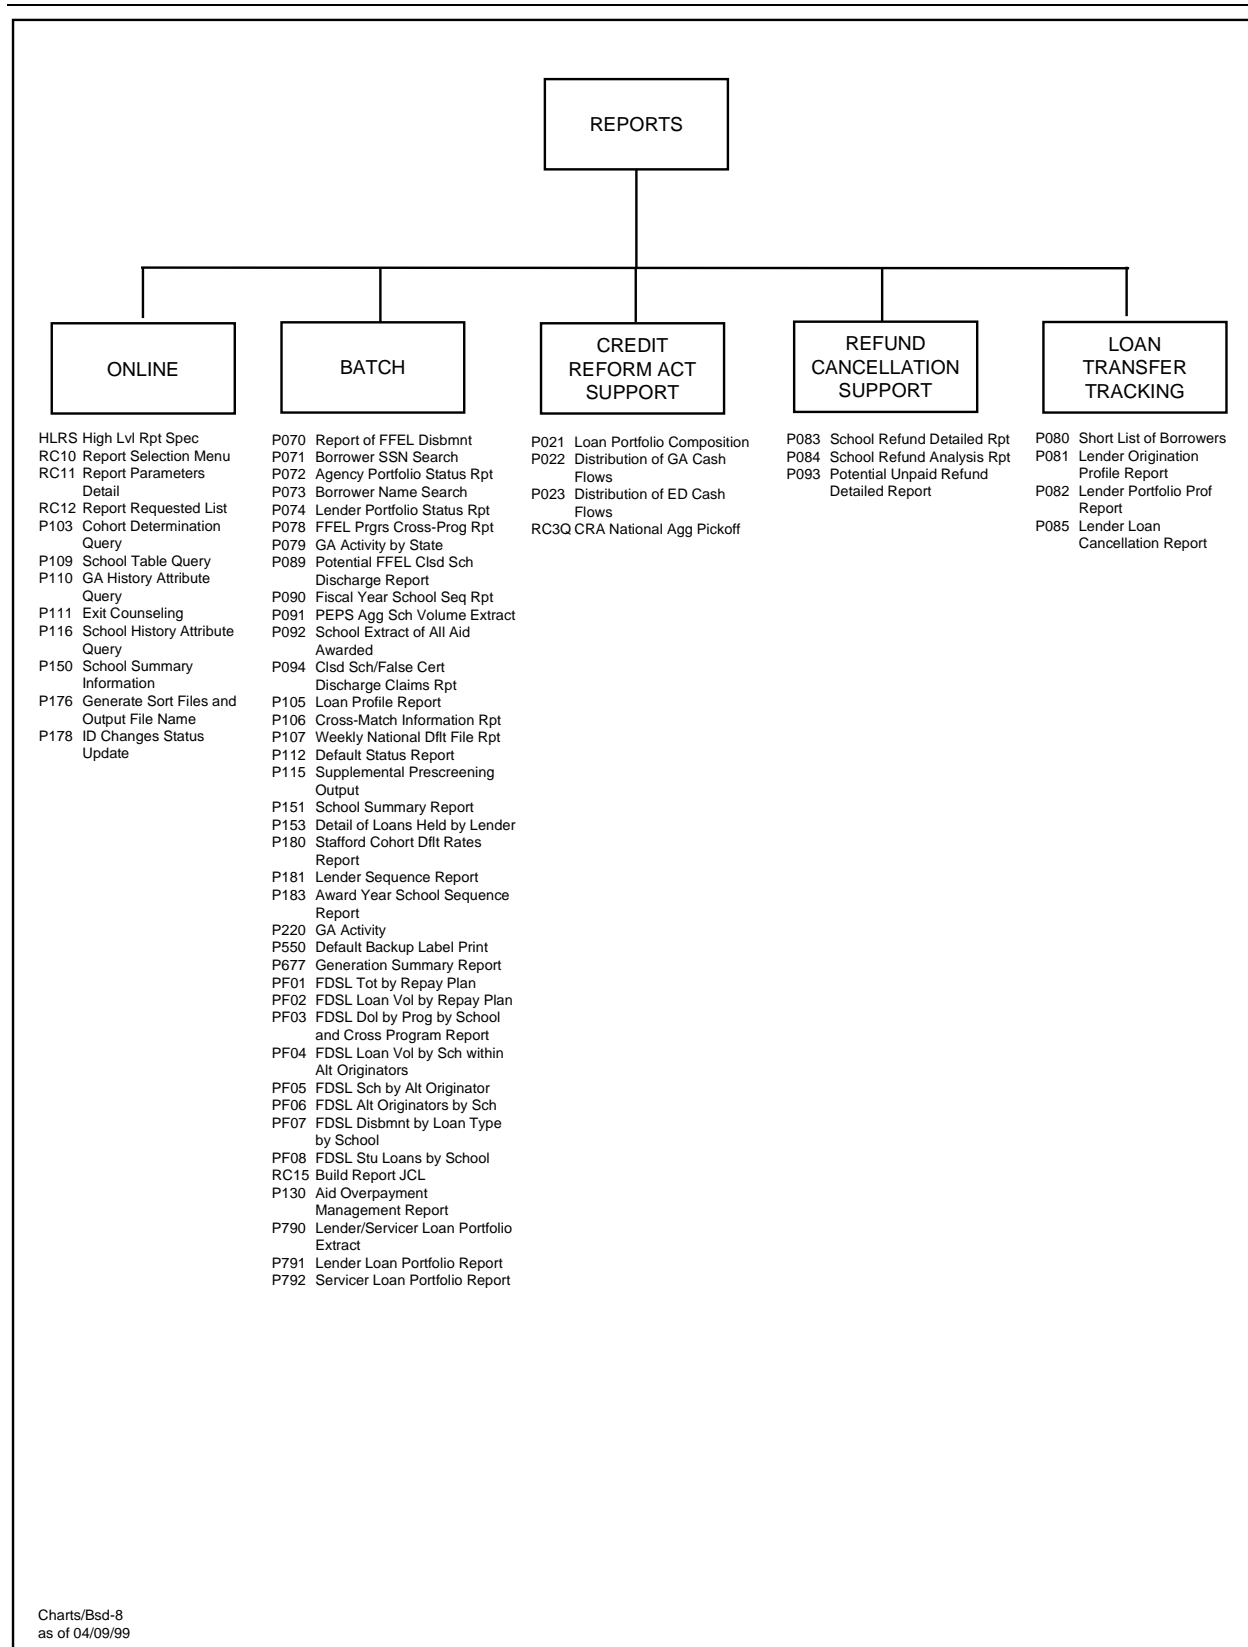 REPORTS
ONLINE
HLRS High Lvl Rpt Spec
RC10 Report Selection Menu
RC11 Report Parameters
Detail
RC12 Report Requested List
P103 Cohort Determination
Query
P109 School Table Query
P110 GA History Attribute
Query
P111 Exit Counseling
P116 School History Attribute
Query
P150 School Summary
Information
P176 Generate Sort Files and
Output File Name
P178 ID Changes Status
Update
BATCH
P070 Report of FFEL Disbmnt
P071 Borrower SSN Search
P072 Agency Portfolio Status Rpt
P073 Borrower Name Search
P074 Lender Portfolio Status Rpt
P078 FFEL Prgrs Cross-Prog Rpt
P079 GA Activity by State
P089 Potential FFEL Clsd Sch
Discharge Report
P090 Fiscal Year School Seq Rpt
P091 PEPS Agg Sch Volume Extract
P092 School Extract of All Aid
Awarded
P094 Clsd Sch/False Cert
Discharge Claims Rpt
P105 Loan Profile Report
P106 Cross-Match Information Rpt
P107 Weekly National Dflt File Rpt
P112 Default Status Report
P115 Supplemental Prescreening
Output
P151 School Summary Report
P153 Detail of Loans Held by Lender
P180 Stafford Cohort Dflt Rates
Report
P181 Lender Sequence Report
P183 Award Year School Sequence
Report
P220 GA Activity
P550 Default Backup Label Print
P677 Generation Summary Report
PF01 FDSL Tot by Repay Plan
PF02 FDSL Loan Vol by Repay Plan
PF03 FDSL Dol by Prog by School
and Cross Program Report
PF04 FDSL Loan Vol by Sch within
Alt Originators
PF05 FDSL Sch by Alt Originator
PF06 FDSL Alt Originators by Sch
PF07 FDSL Disbmnt by Loan Type
by School
PF08 FDSL Stu Loans by School
RC15 Build Report JCL
P130 Aid Overpayment
Management Report
P790 Lender/Servicer Loan Portfolio
Extract
P791 Lender Loan Portfolio Report
P792 Servicer Loan Portfolio Report
CREDIT
REFORM ACT
SUPPORT
P021 Loan Portfolio Composition
P022 Distribution of GA Cash
Flows
P023 Distribution of ED Cash
Flows
RC3Q CRA National Agg Pickoff
REFUND
CANCELLATION
SUPPORT
P083 School Refund Detailed Rpt
P084 School Refund Analysis Rpt
P093 Potential Unpaid Refund
Detailed Report
LOAN
TRANSFER
TRACKING
P080 Short List of Borrowers
P081 Lender Origination
Profile Report
P082 Lender Portfolio Prof
Report
P085 Lender Loan
Cancellation Report
Charts/Bsd-8
as of 04/09/99